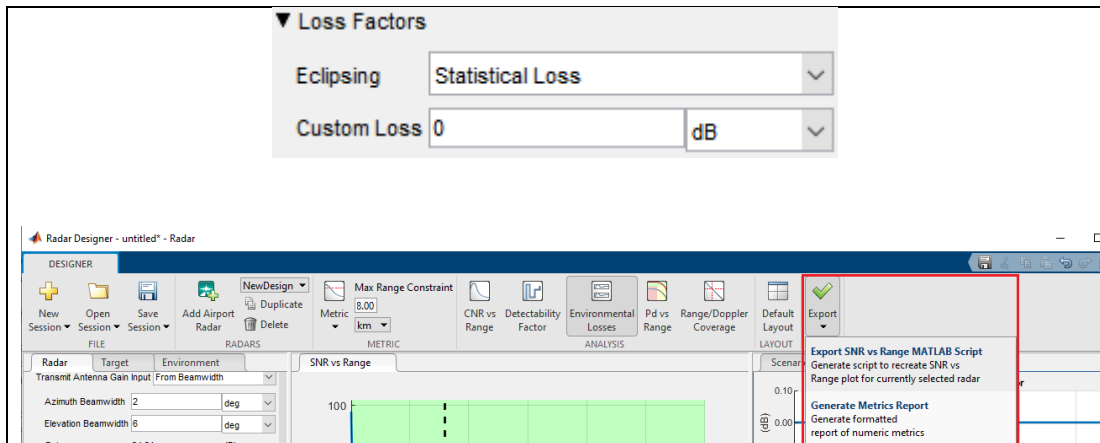 Loss Factors
Eclipsing Statistical Loss
Custom Loss 0 dB
Radar Designer - untitled* - Radar
DESIGNER
New Session
Open Session
Save Session
FILE
Add Airport Radar
NewDesign
Duplicate
Delete
RADARS
Metric
Max Range Constraint
8.00
km
METRIC
CNR vs Range
Detectability Factor
Environmental Losses
Pd vs Range
Range/Doppler Coverage
ANALYSIS
Default Layout
LAYOUT
Export
Export SNR vs Range MATLAB Script
Generate script to recreate SNR vs
Range plot for currently selected radar
Generate Metrics Report
Generate formatted
report of numeric metrics
Radar Target Environment
Transmit Antenna Gain Input From Beamwidth
Azimuth Beamwidth 2 deg
Elevation Beamwidth 6 deg
SNR vs Range
100
0.10
(dB)
0.00